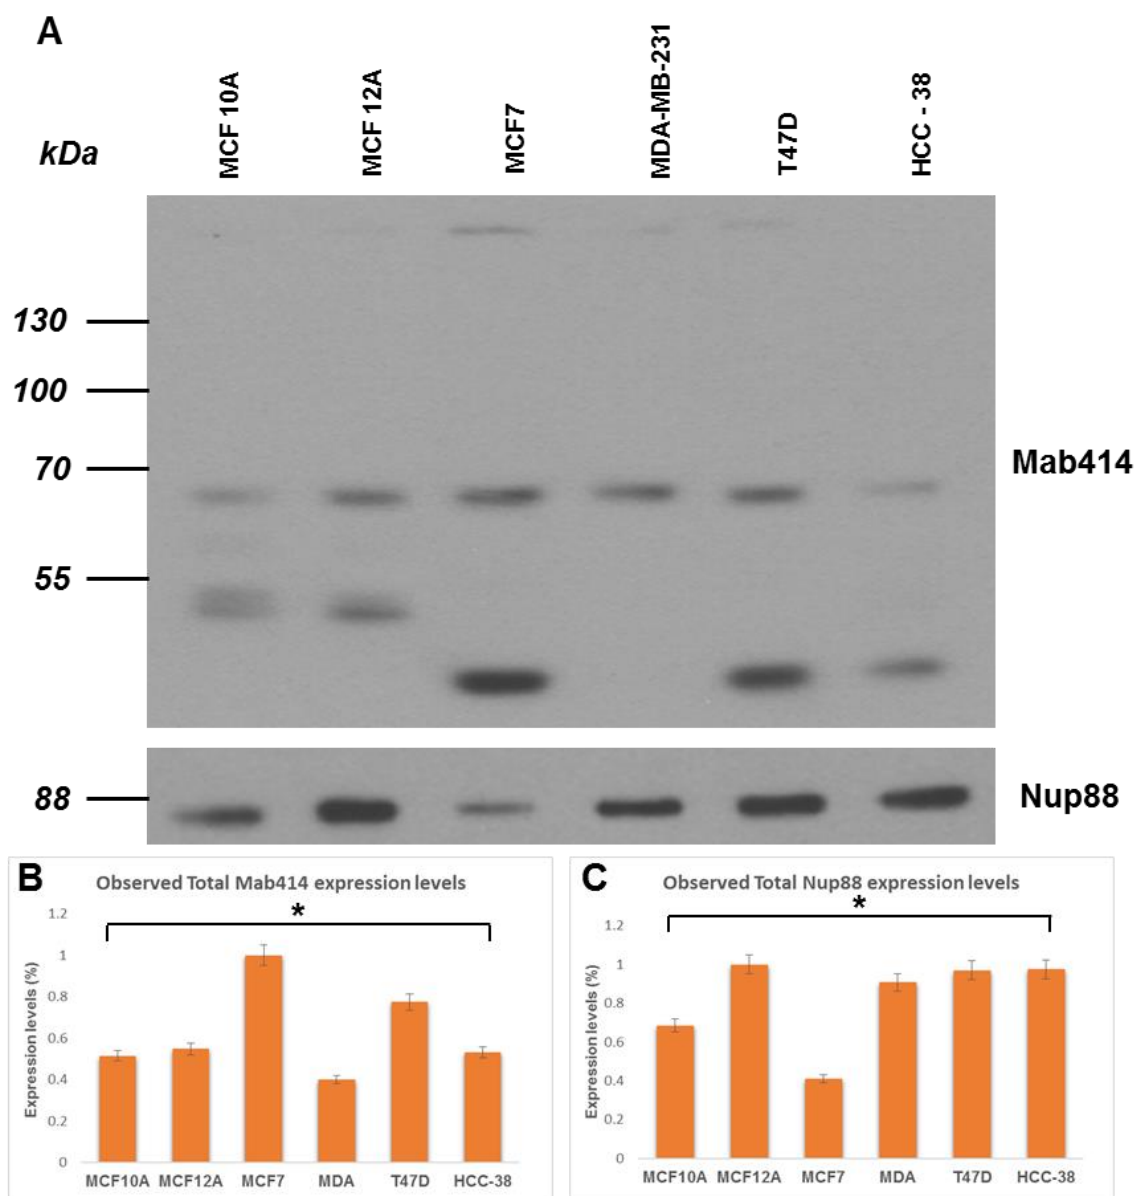 A
kDa
MCF 10A
MCF 12A
MCF7
MDA-MB-231
T47D
HCC - 38
130
100
70
55
Mab414
88
Nup88
B
Observed Total Mab414 expression levels
*
Expression levels (%)
1.2
1
0.8
0.6
0.4
0.2
0
MCF10A MCF12A MCF7 MDA T47D HCC-38
C
Observed Total Nup88 expression levels
*
Expression levels (%)
1.2
1
0.8
0.6
0.4
0.2
0
MCF10A MCF12A MCF7 MDA T47D HCC-38